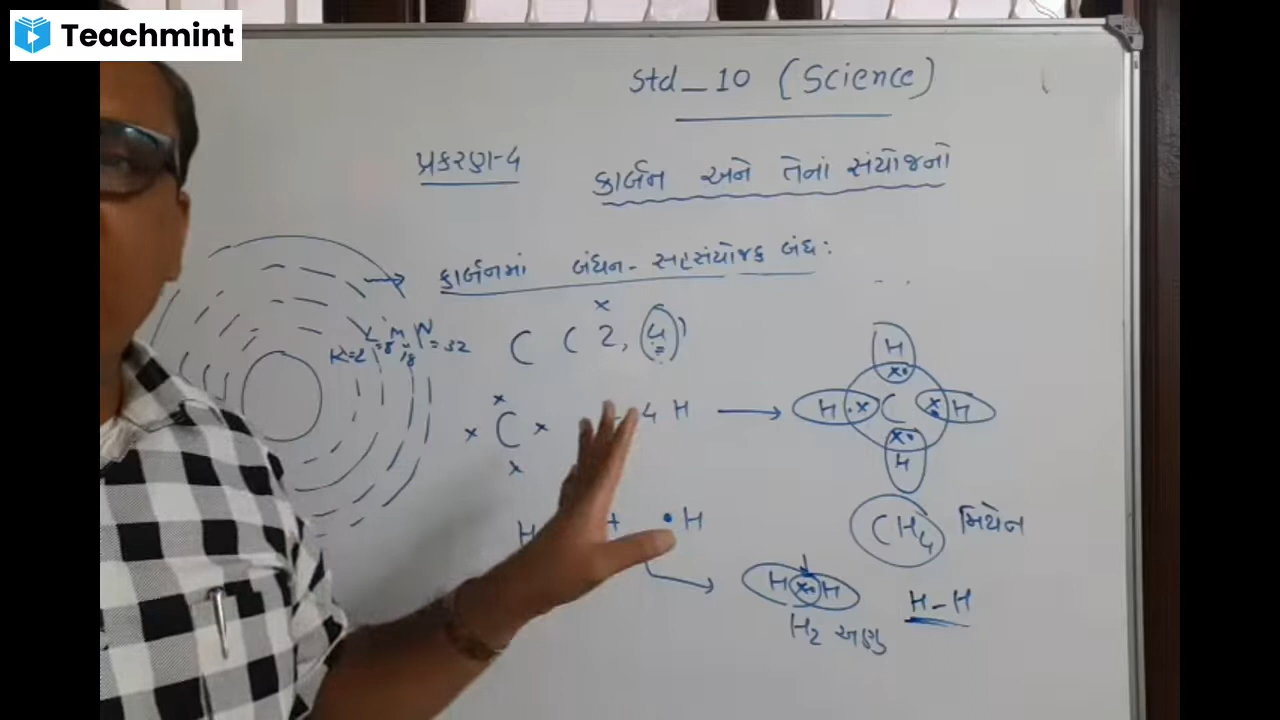 Teachmint
Std_10 (Science)
પ્રકરણ-૪
કાર્બન અને તેનાં સંયોજનો
→ કાર્બનમાં બંધન - સહસંયોજક બંધ :
K=2 L=8 M=18 N=32
C (2, 4)
C 4 H →
H
H C H
H
CH₄ મિથેન
H + •H
H H
H₂ અણુ
H-H